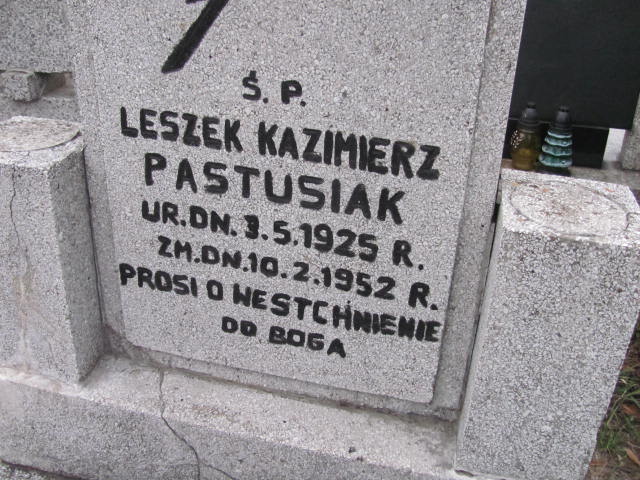 Ś. P.
LESZEK KAZIMIERZ
PASTUSIAK
UR.DN. 3.5.1925 R.
ZM.DN.10.2.1952 R.
PROSI O WESTCHNIENIE
DO BOGA